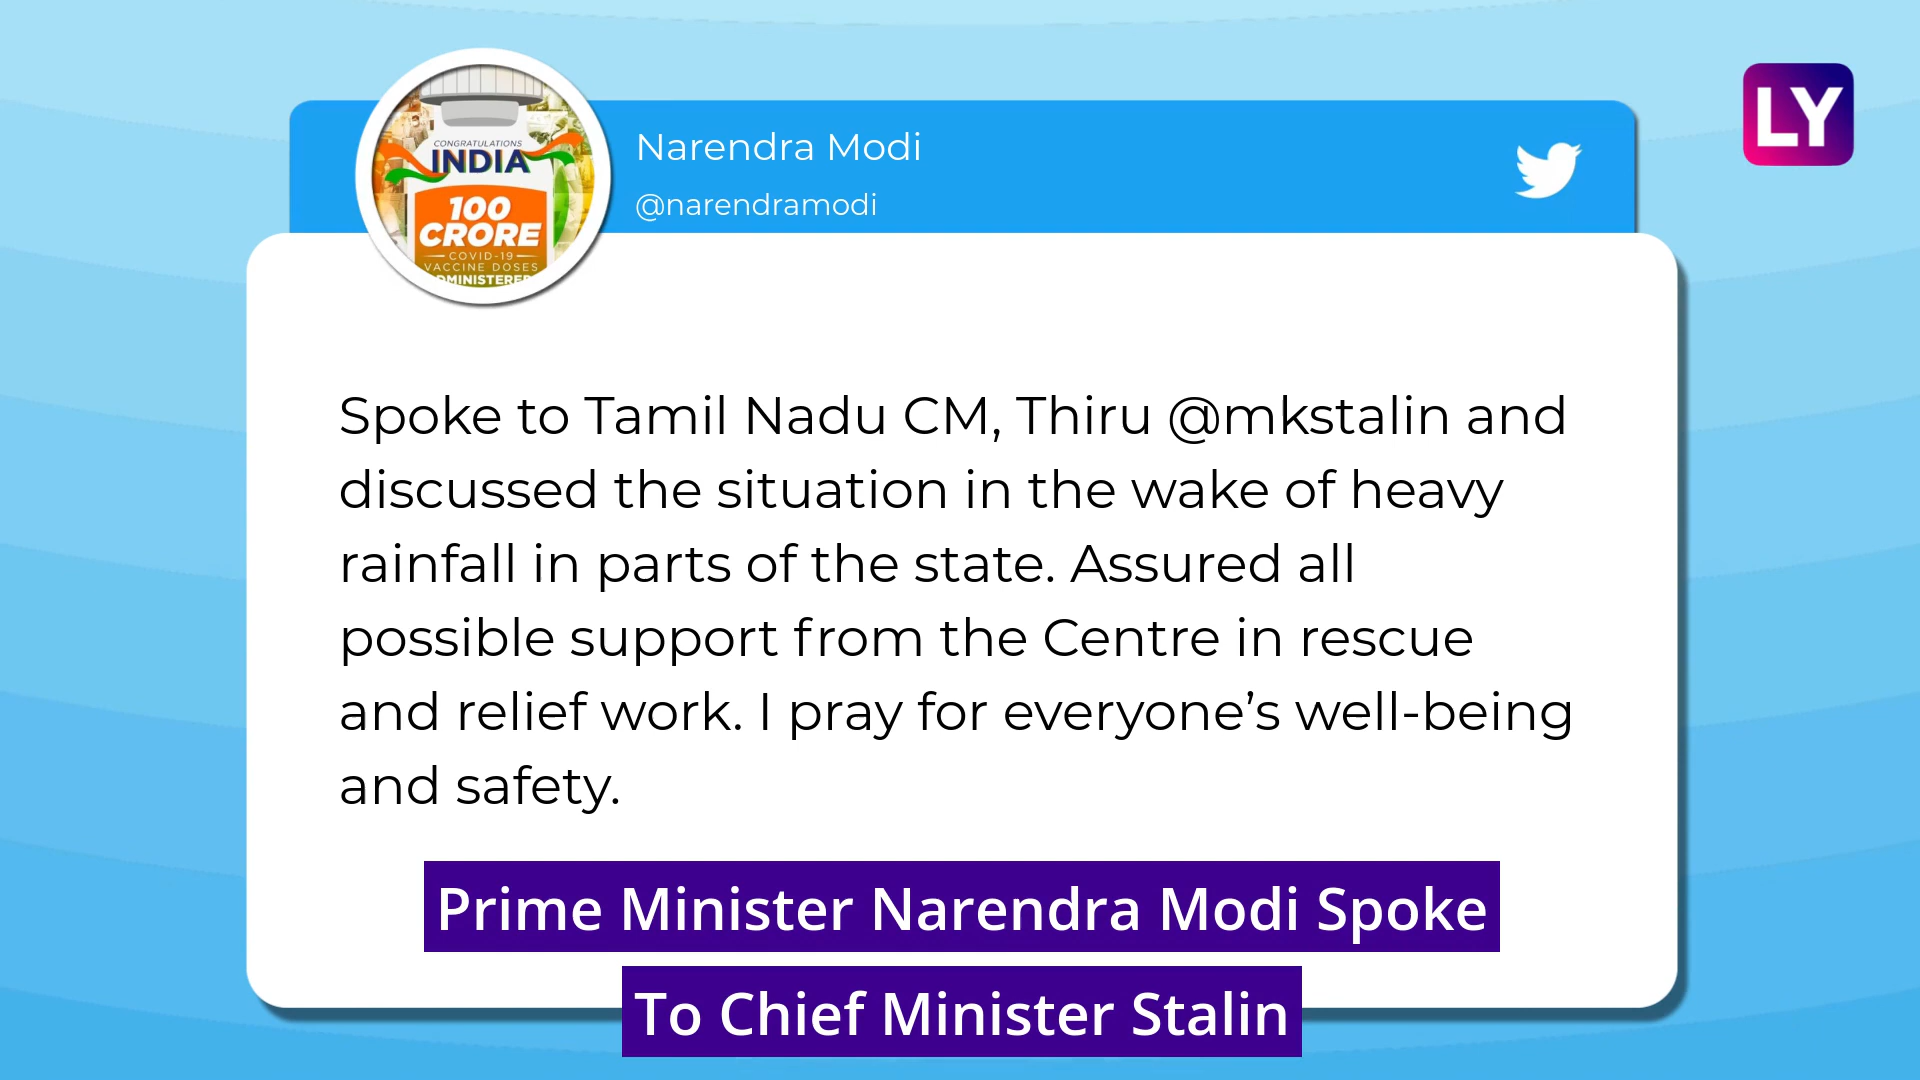 CONGRATULATIONS
INDIA
100
CRORE
COVID-19
VACCINE DOSES
Narendra Modi
@narendramodi
LY
Spoke to Tamil Nadu CM, Thiru @mkstalin and
discussed the situation in the wake of heavy
rainfall in parts of the state. Assured all
possible support from the Centre in rescue
and relief work. I pray for everyone’s well-being
and safety.
Prime Minister Narendra Modi Spoke
To Chief Minister Stalin